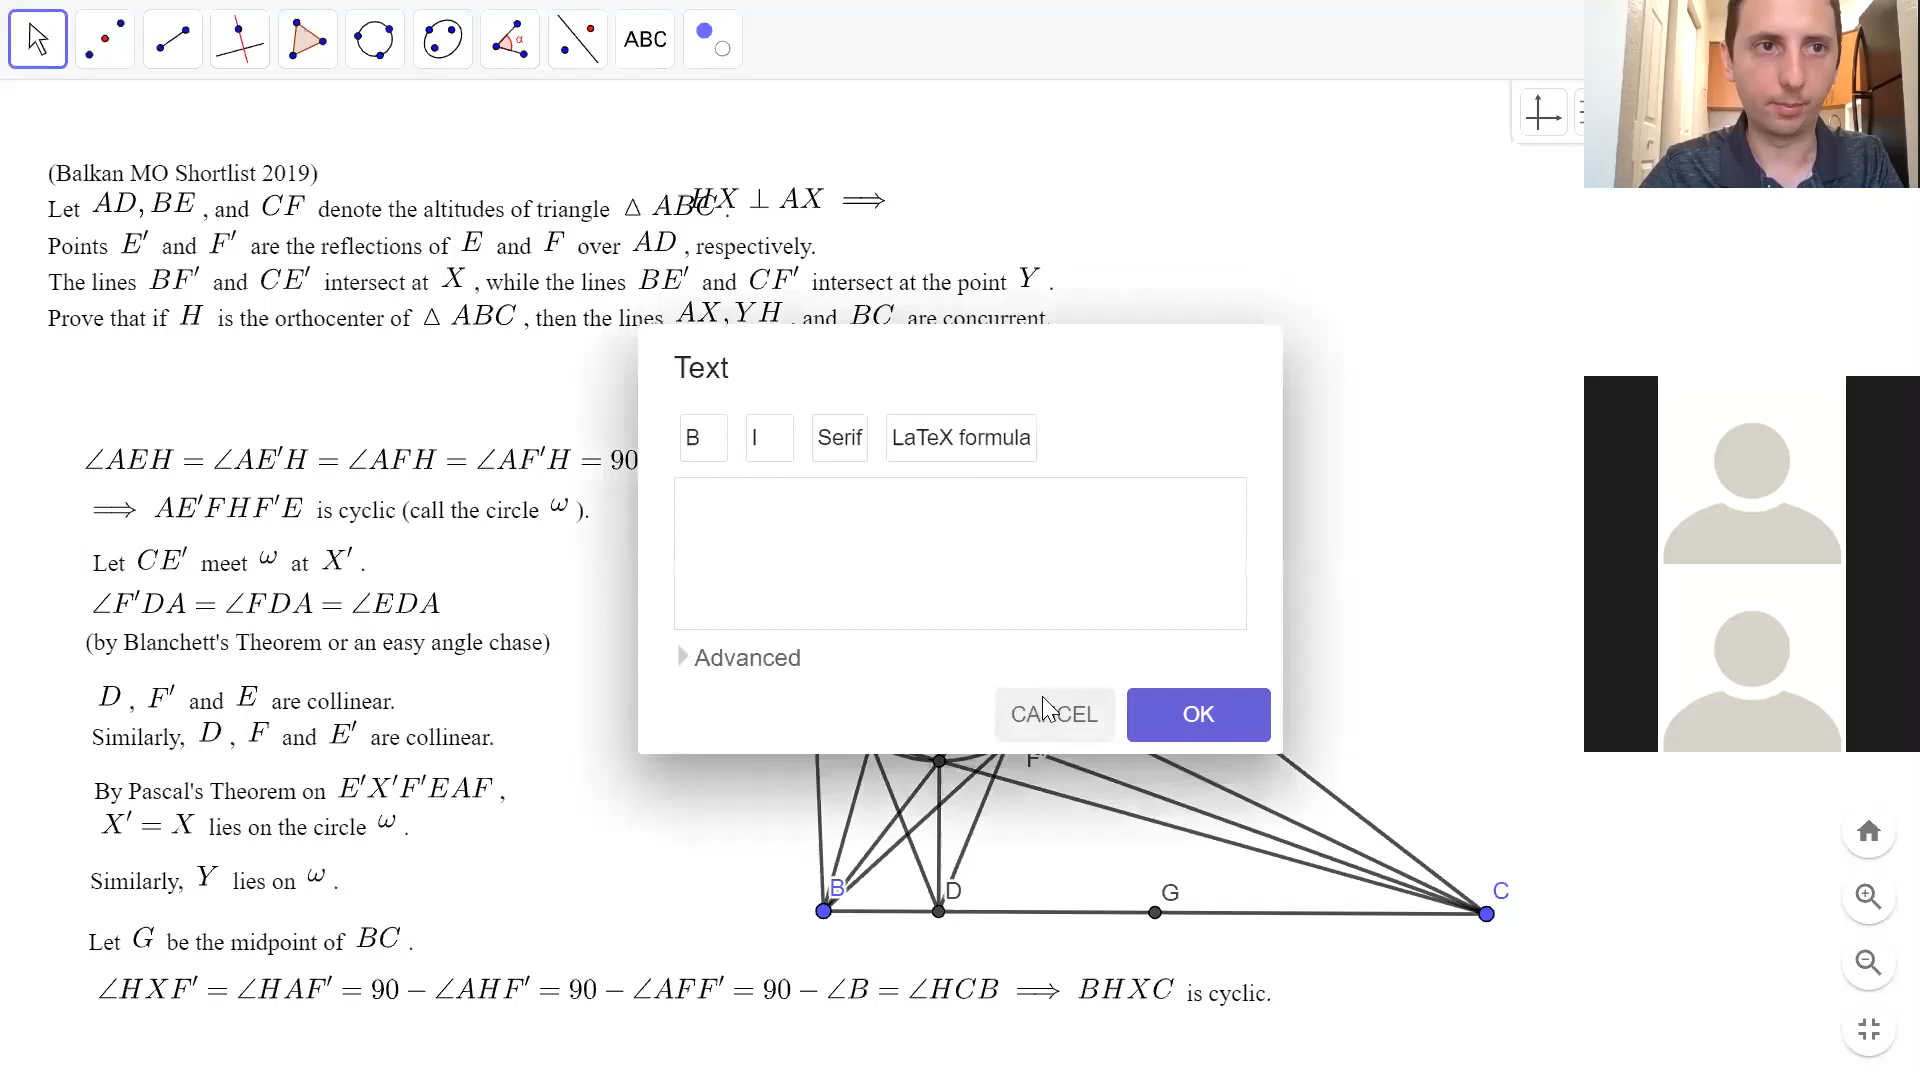 ABC
(Balkan MO Shortlist 2019)
Let AD, BE, and CF denote the altitudes of triangle △ ABC.
HX ⊥ AX ⟹
Points E′ and F′ are the reflections of E and F over AD, respectively.
The lines BF′ and CE′ intersect at X, while the lines BE′ and CF′ intersect at the point Y.
Prove that if H is the orthocenter of △ ABC, then the lines AX, YH, and BC are concurrent.
Text
B I Serif LaTeX formula
Advanced
CANCEL OK
∠AEH = ∠AE′H = ∠AFH = ∠AF′H = 90
⟹ AE′FHF′E is cyclic (call the circle ω).
Let CE′ meet ω at X′.
∠F′DA = ∠FDA = ∠EDA
(by Blanchett's Theorem or an easy angle chase)
D, F′ and E are collinear.
Similarly, D, F and E′ are collinear.
By Pascal's Theorem on E′X′F′EAF,
X′ = X lies on the circle ω.
Similarly, Y lies on ω.
Let G be the midpoint of BC.
∠HXF′ = ∠HAF′ = 90 − ∠AHF′ = 90 − ∠AFF′ = 90 − ∠B = ∠HCB ⟹ BHXC is cyclic.
B D G C
α